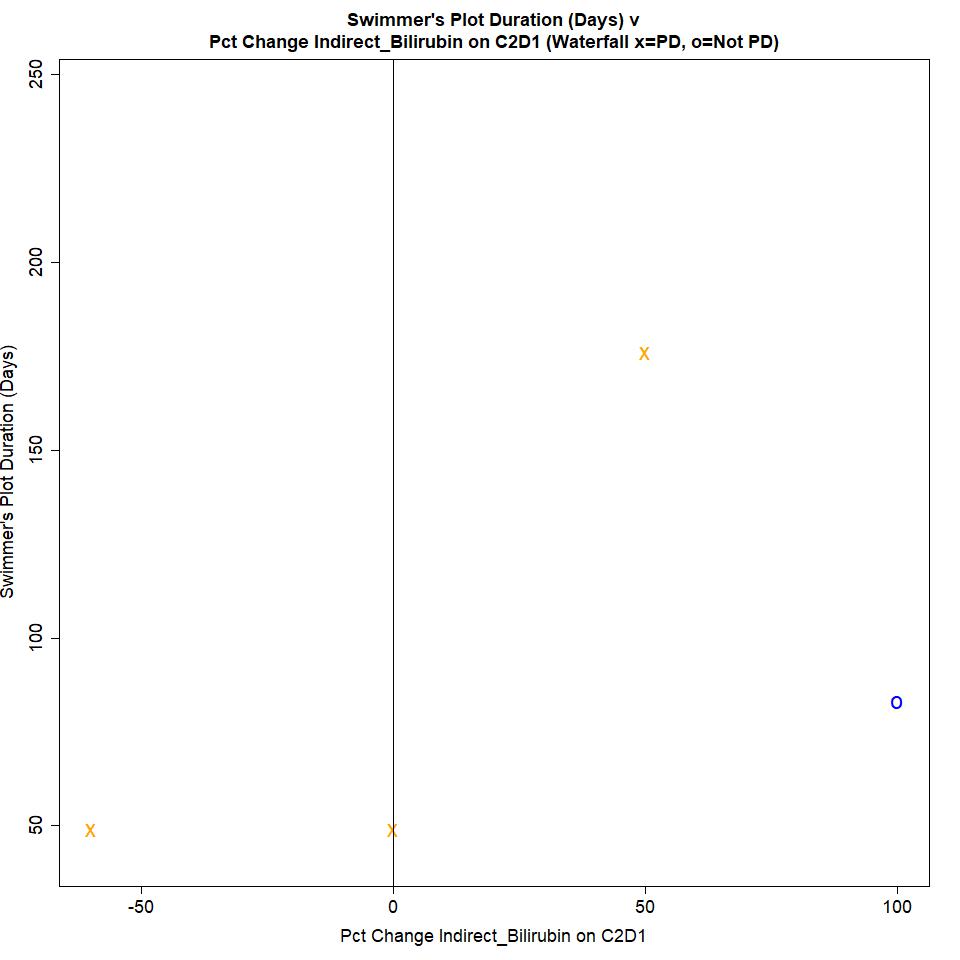 Swimmer's Plot Duration (Days) v
Pct Change Indirect_Bilirubin on C2D1 (Waterfall x=PD, o=Not PD)
250
200
150
100
50
Swimmer's Plot Duration (Days)
X
O
X
X
-50
0
50
100
Pct Change Indirect_Bilirubin on C2D1